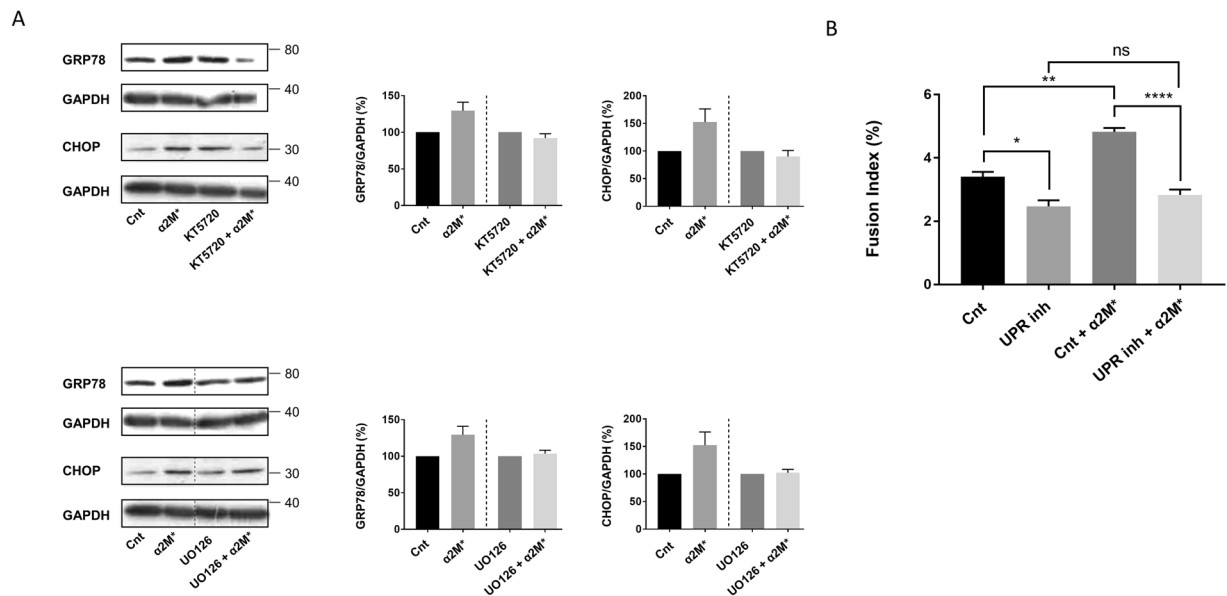 A
GRP78
80
GAPDH
40
CHOP
30
GAPDH
40
Cnt
α2M*
KT5720
KT5720 + α2M*
GRP78/GAPDH (%)
150
100
50
0
Cnt
α2M*
KT5720
KT5720 + α2M*
CHOP/GAPDH (%)
200
150
100
50
0
Cnt
α2M*
KT5720
KT5720 + α2M*
GRP78
80
GAPDH
40
CHOP
30
GAPDH
40
Cnt
α2M*
UO126
UO126 + α2M*
GRP78/GAPDH (%)
150
100
50
0
Cnt
α2M*
UO126
UO126 + α2M*
CHOP/GAPDH (%)
200
150
100
50
0
Cnt
α2M*
UO126
UO126 + α2M*
B
ns
**
****
*
Fusion Index (%)
6
4
2
0
Cnt
UPR inh
Cnt + α2M*
UPR inh + α2M*